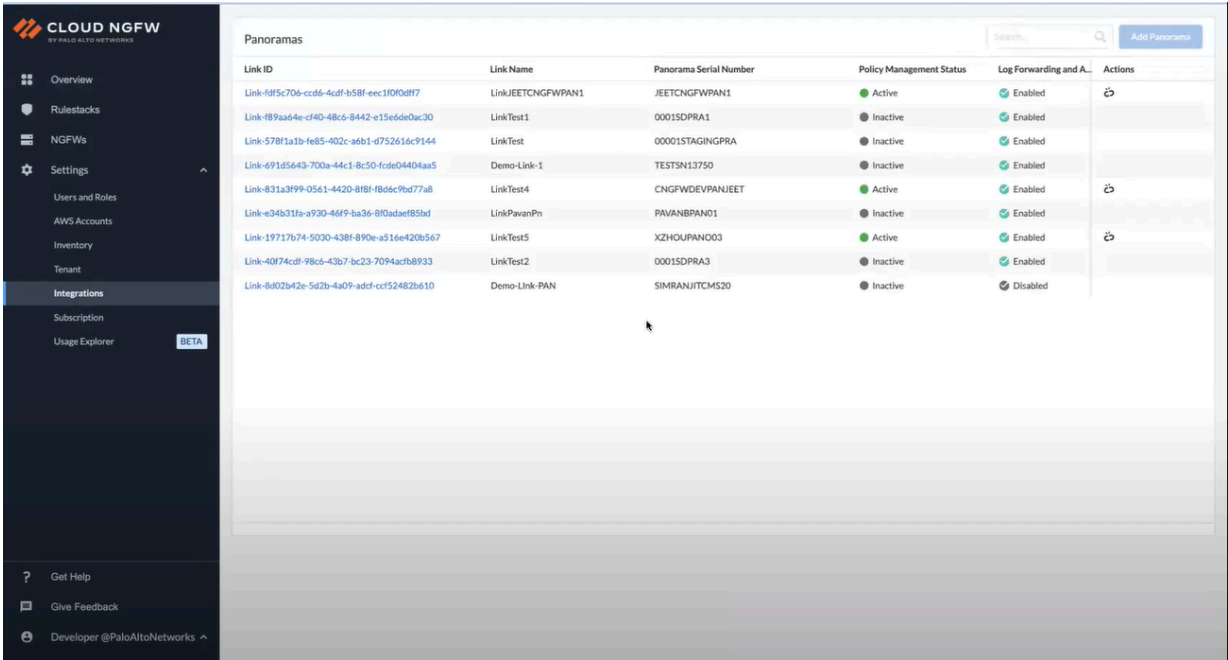 CLOUD NGFW
BY PALO ALTO NETWORKS
Overview
Rulestacks
NGFWs
Settings
Users and Roles
AWS Accounts
Inventory
Tenant
Integrations
Subscription
Usage Explorer BETA
Get Help
Give Feedback
Developer @PaloAltoNetworks
Panoramas Search... Add Panorama
Link ID Link Name Panorama Serial Number Policy Management Status Log Forwarding and A... Actions
Link-fdf5c706-ccd6-4cdf-b58f-eec1f0f0dff7 LinkJEETCNGFWPAN1 JEETCNGFWPAN1 Active Enabled
Link-f89aa64e-cf40-48c6-8442-e15e6de0ac30 LinkTest1 0001SDPRA1 Inactive Enabled
Link-578f1a1b-fe85-402c-a6b1-d752616c9144 LinkTest 00001STAGINGPRA Inactive Enabled
Link-691d5643-700a-44c1-8c50-fcde04404aa5 Demo-Link-1 TESTSN13750 Inactive Enabled
Link-831a3f99-0561-4420-8f8f-f8d6c9bd77a8 LinkTest4 CNGFWDEVPANJEET Active Enabled
Link-e34b31fa-a930-46f9-ba36-8f0adaef85bd LinkPavanPn PAVANBPAN01 Inactive Enabled
Link-19717b74-5030-438f-890e-a516e420b567 LinkTest5 XZHOUPANO03 Active Enabled
Link-40f74cdf-98c6-43b7-bc23-7094acfb8933 LinkTest2 0001SDPRA3 Inactive Enabled
Link-8d02b42e-5d2b-4a09-adcf-ccf52482b610 Demo-LInk-PAN SIMRANJITCMS20 Inactive Disabled